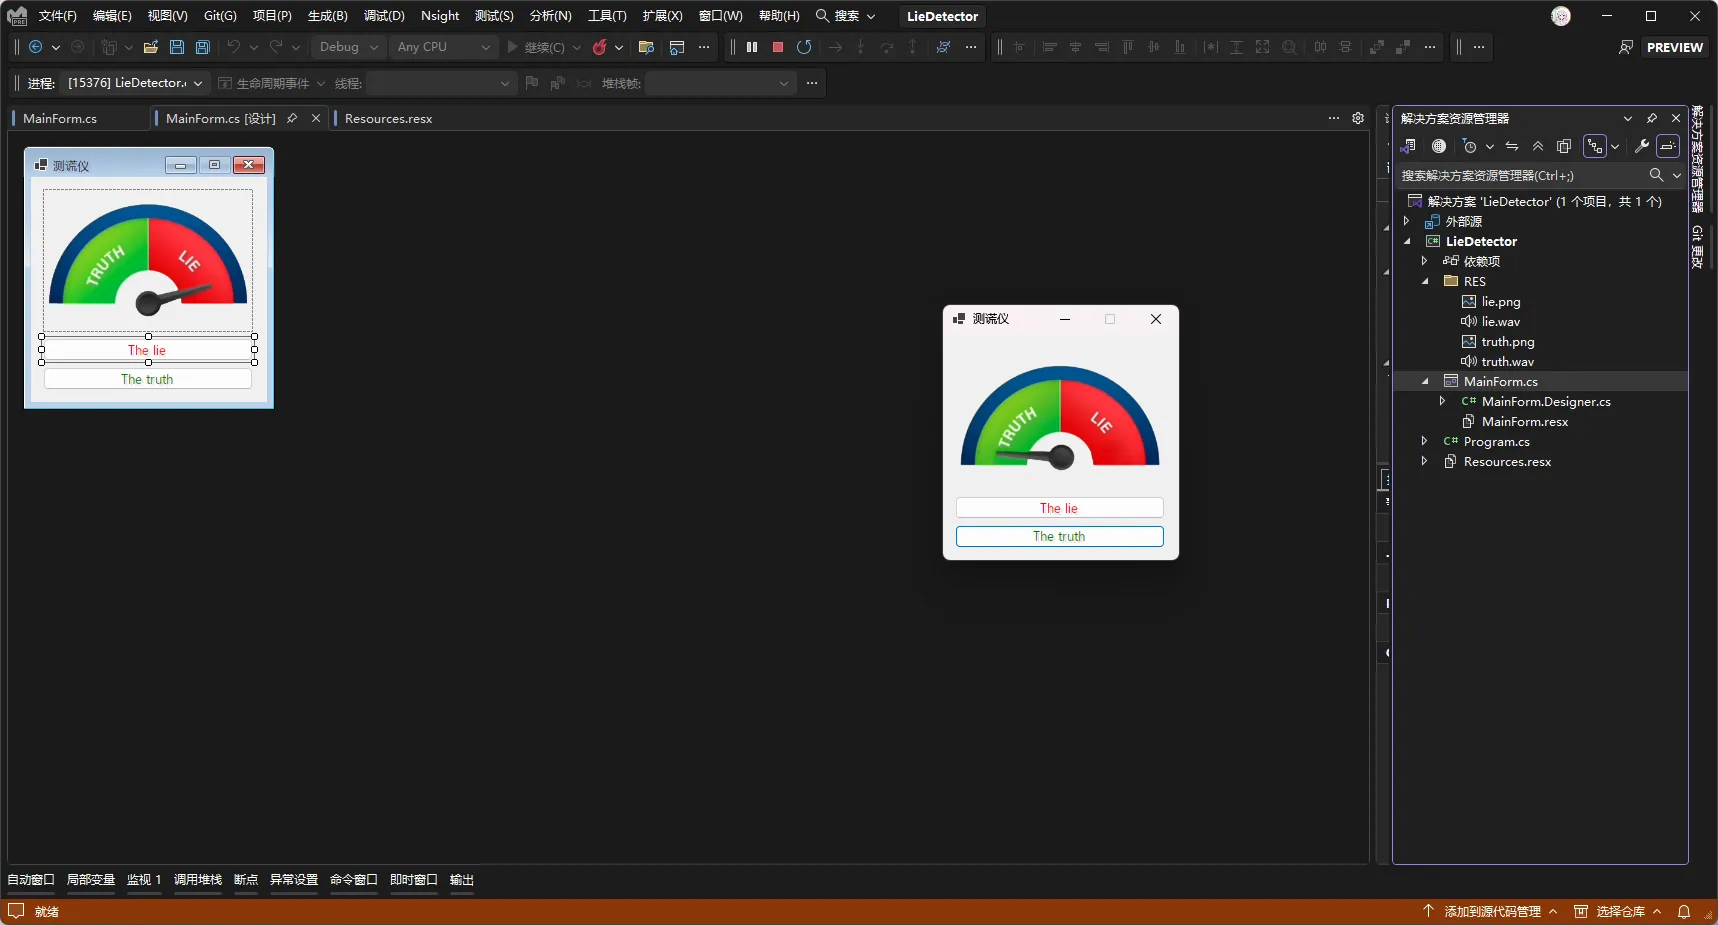 文件(F) 编辑(E) 视图(V) Git(G) 项目(P) 生成(B) 调试(D) Nsight 测试(S) 分析(N) 工具(T) 扩展(X) 窗口(W) 帮助(H) 搜索 LieDetector
Debug Any CPU 继续(C) PREVIEW
进程: [15376] LieDetector. 生命周期事件 线程: 堆栈帧:
MainForm.cs MainForm.cs [设计] Resources.resx
测谎仪
TRUTH LIE
The lie
The truth
测谎仪
TRUTH LIE
The lie
The truth
解决方案资源管理器
搜索解决方案资源管理器(Ctrl+;)
解决方案 'LieDetector' (1 个项目，共 1 个)
外部源
LieDetector
依赖项
RES
lie.png
lie.wav
truth.png
truth.wav
MainForm.cs
C# MainForm.Designer.cs
MainForm.resx
C# Program.cs
Resources.resx
解决方案资源管理器
Git 更改
自动窗口 局部变量 监视 1 调用堆栈 断点 异常设置 命令窗口 即时窗口 输出
就绪 添加到源代码管理 选择仓库